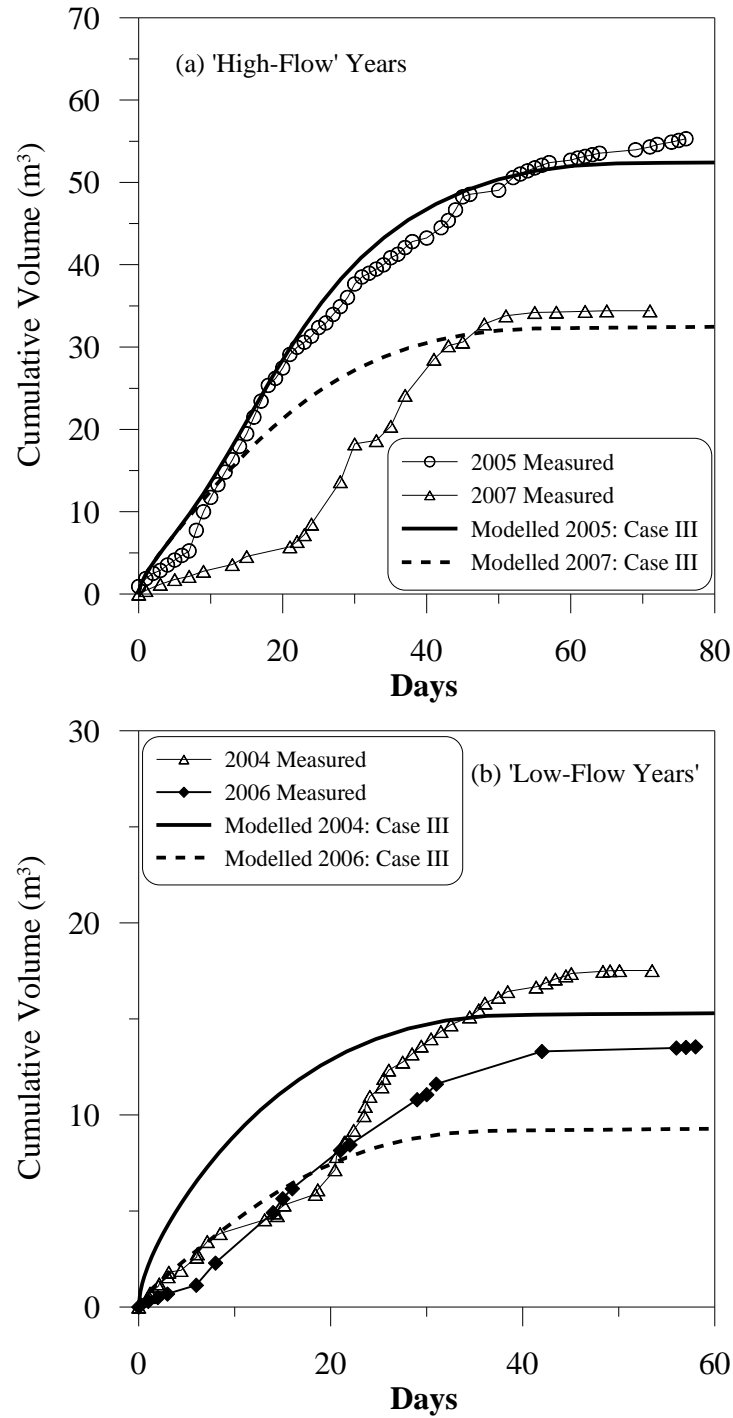 70
60
50
40
30
20
10
0
Cumulative Volume (m³)
(a) 'High-Flow' Years
2005 Measured
2007 Measured
Modelled 2005: Case III
Modelled 2007: Case III
0 20 40 60 80
Days
30
20
10
0
Cumulative Volume (m³)
2004 Measured
2006 Measured
Modelled 2004: Case III
Modelled 2006: Case III
(b) 'Low-Flow Years'
0 20 40 60
Days